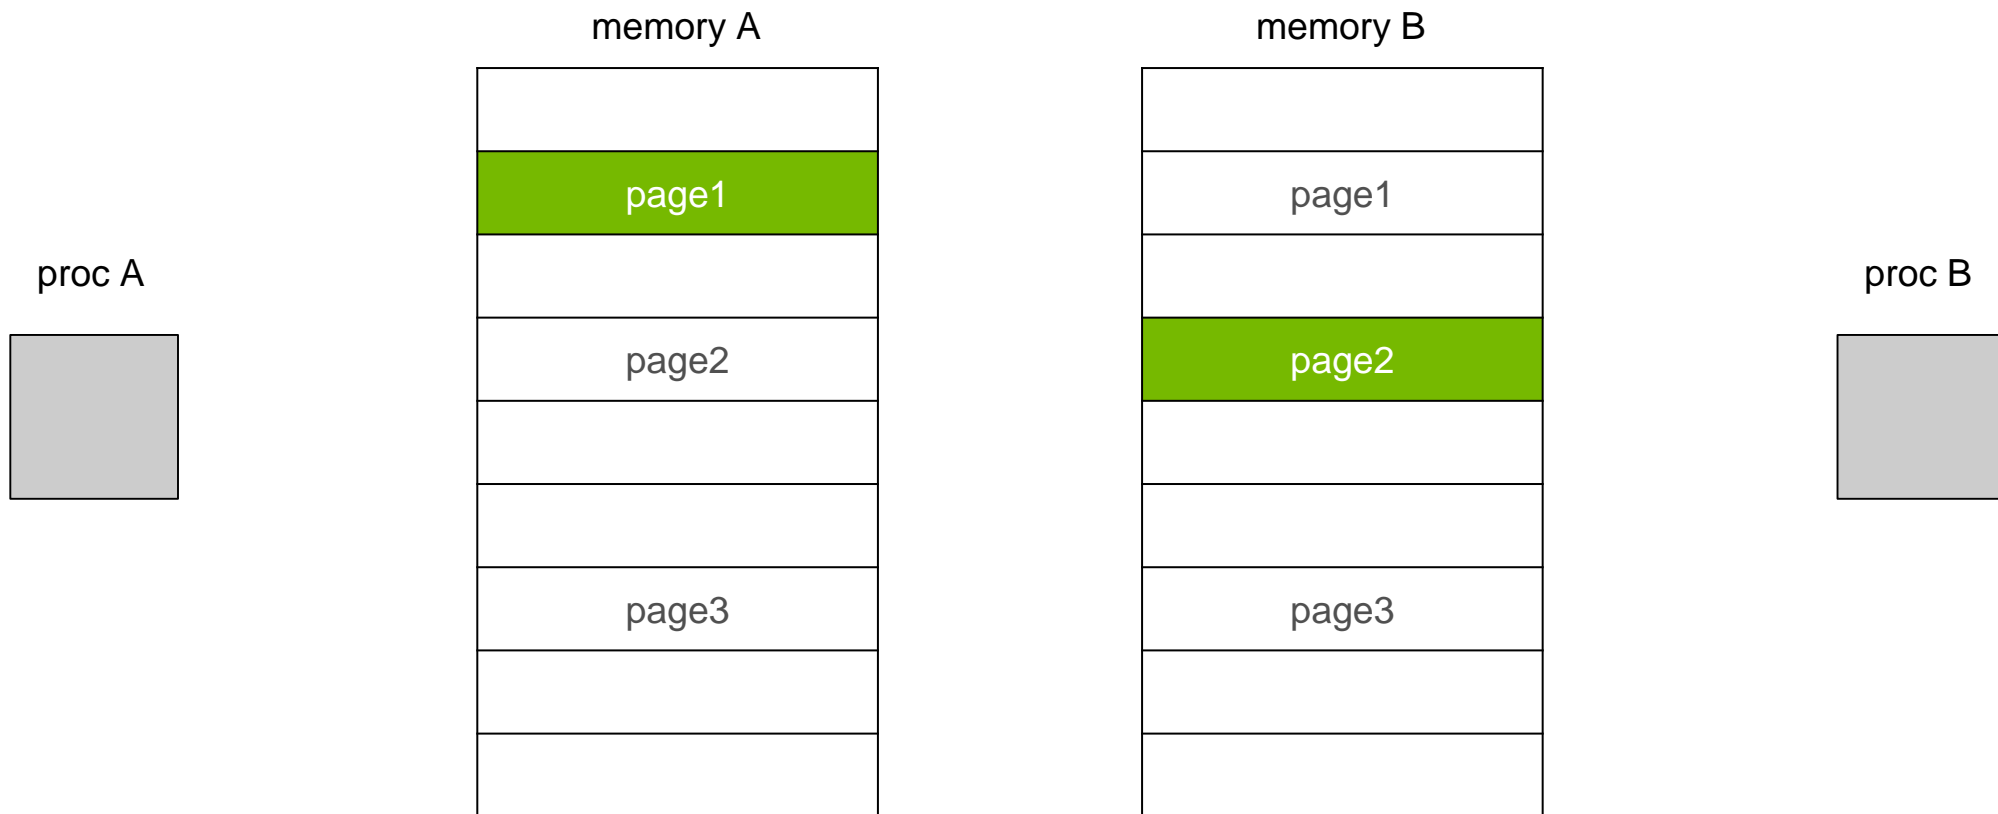 memory A
memory B
page1
page1
proc A
proc B
page2
page2
page3
page3